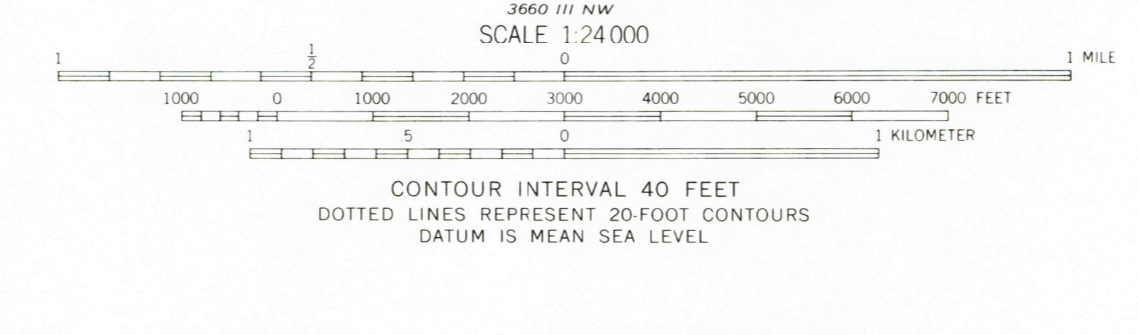 3660 III NW
SCALE 1:24 000
1 1/2 0 1 MILE
1000 0 1000 2000 3000 4000 5000 6000 7000 FEET
1 .5 0 1 KILOMETER
CONTOUR INTERVAL 40 FEET
DOTTED LINES REPRESENT 20-FOOT CONTOURS
DATUM IS MEAN SEA LEVEL